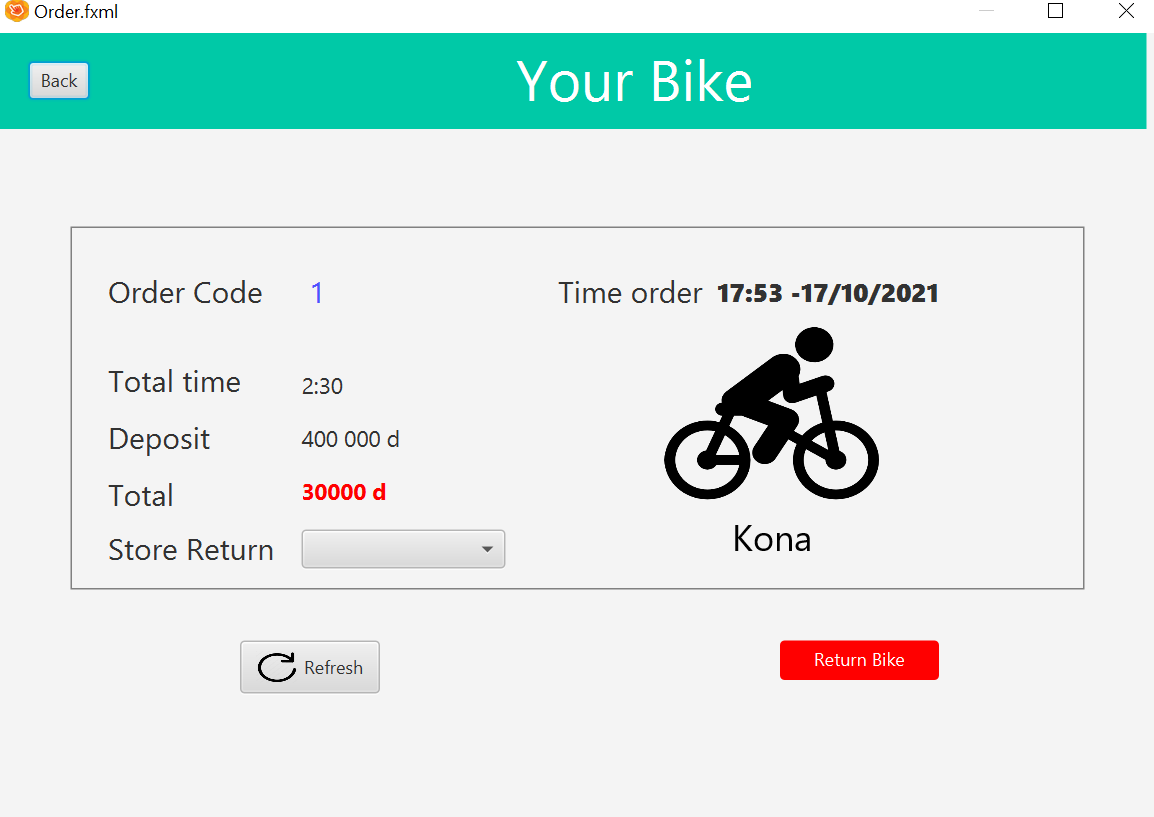 Order.fxml
Back
Your Bike
Order Code 1
Time order 17:53 -17/10/2021
Total time 2:30
Deposit 400 000 d
Total 30000 d
Store Return
Kona
Refresh
Return Bike